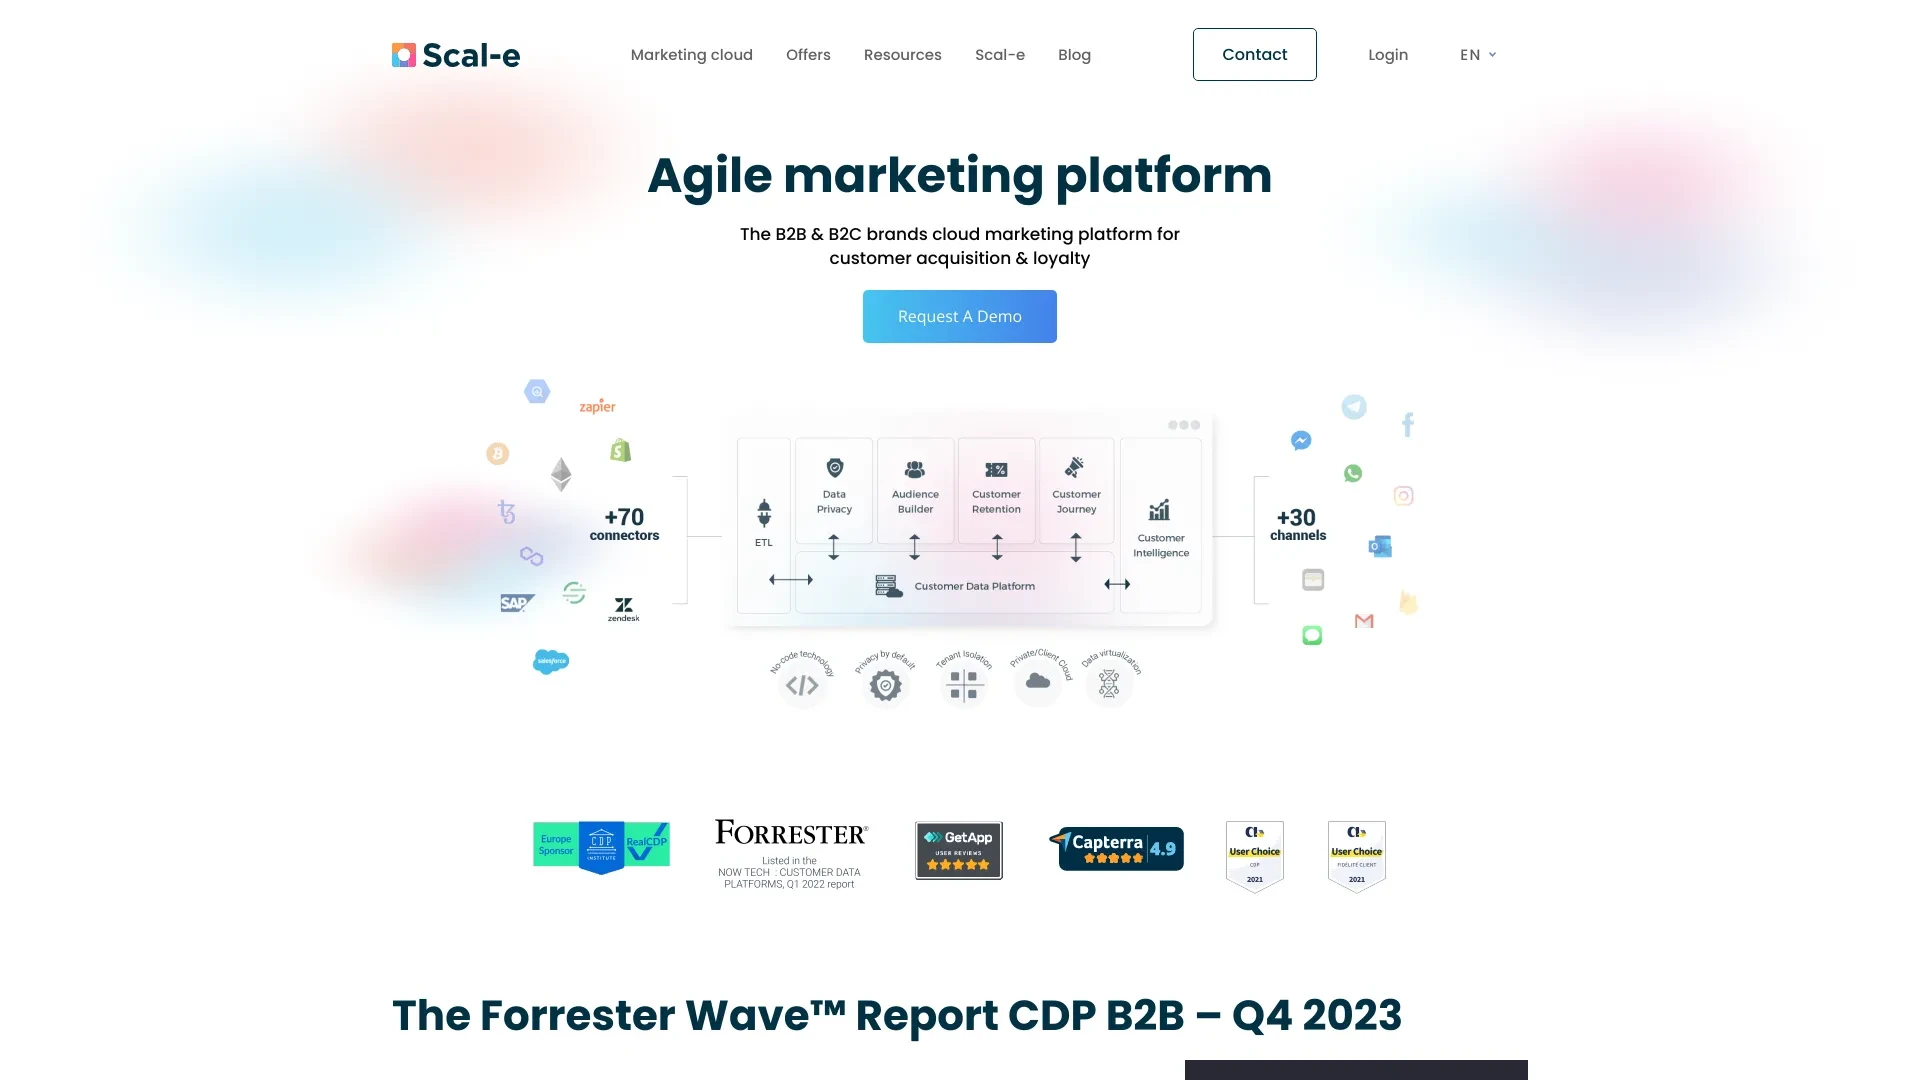 Scal-e
Marketing cloud
Offers
Resources
Scal-e
Blog
Contact
Login
EN
Agile marketing platform
The B2B & B2C brands cloud marketing platform for
customer acquisition & loyalty
Request A Demo
zapier
+70
connectors
SAP
zendesk
salesforce
ETL
Data
Privacy
Audience
Builder
Customer
Retention
Customer
Journey
Customer Data Platform
Customer
Intelligence
+30
channels
No code technology
Privacy by default
Tenant Isolation
Private/Client Cloud
Data virtualization
Europe
Sponsor
CDP
INSTITUTE
RealCDP
FORRESTER®
Listed in the
NOW TECH : CUSTOMER DATA
PLATFORMS, Q1 2022 report
GetApp
USER REVIEWS
Capterra
4.9
User Choice
CDP
2021
User Choice
FIDÉLITÉ CLIENT
2021
The Forrester Wave™ Report CDP B2B – Q4 2023